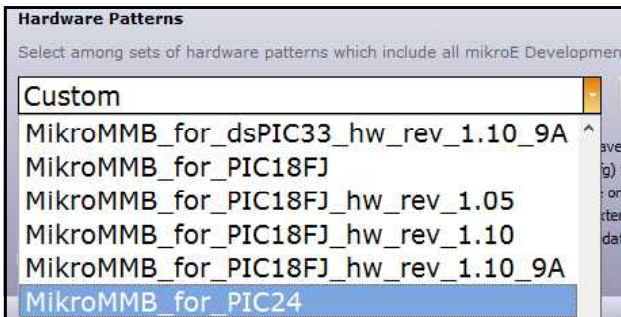 Hardware Patterns
Select among sets of hardware patterns which include all mikroE Developmen
Custom
MikroMMB_for_dsPIC33_hw_rev_1.10_9A
MikroMMB_for_PIC18FJ
MikroMMB_for_PIC18FJ_hw_rev_1.05
MikroMMB_for_PIC18FJ_hw_rev_1.10
MikroMMB_for_PIC18FJ_hw_rev_1.10_9A
MikroMMB_for_PIC24